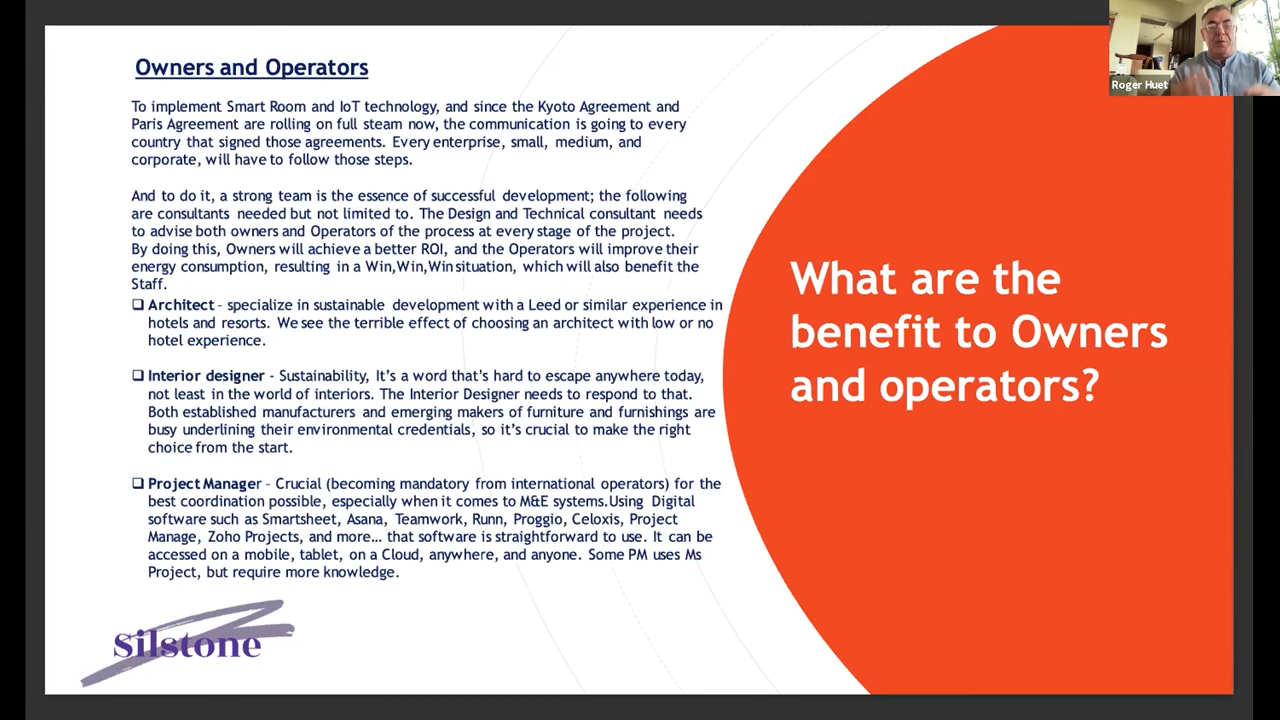 Owners and Operators
To implement Smart Room and IoT technology, and since the Kyoto Agreement and
Paris Agreement are rolling on full steam now, the communication is going to every
country that signed those agreements. Every enterprise, small, medium, and
corporate, will have to follow those steps.
And to do it, a strong team is the essence of successful development; the following
are consultants needed but not limited to. The Design and Technical consultant needs
to advise both owners and Operators of the process at every stage of the project.
By doing this, Owners will achieve a better ROI, and the Operators will improve their
energy consumption, resulting in a Win,Win,Win situation, which will also benefit the
Staff.
❑ Architect – specialize in sustainable development with a Leed or similar experience in
hotels and resorts. We see the terrible effect of choosing an architect with low or no
hotel experience.
❑ Interior designer - Sustainability, It's a word that's hard to escape anywhere today,
not least in the world of interiors. The Interior Designer needs to respond to that.
Both established manufacturers and emerging makers of furniture and furnishings are
busy underlining their environmental credentials, so it's crucial to make the right
choice from the start.
❑ Project Manager – Crucial (becoming mandatory from international operators) for the
best coordination possible, especially when it comes to M&E systems.Using Digital
software such as Smartsheet, Asana, Teamwork, Runn, Proggio, Celoxis, Project
Manage, Zoho Projects, and more... that software is straightforward to use. It can be
accessed on a mobile, tablet, on a Cloud, anywhere, and anyone. Some PM uses Ms
Project, but require more knowledge.
Silstone
What are the
benefit to Owners
and operators?
Roger Huet